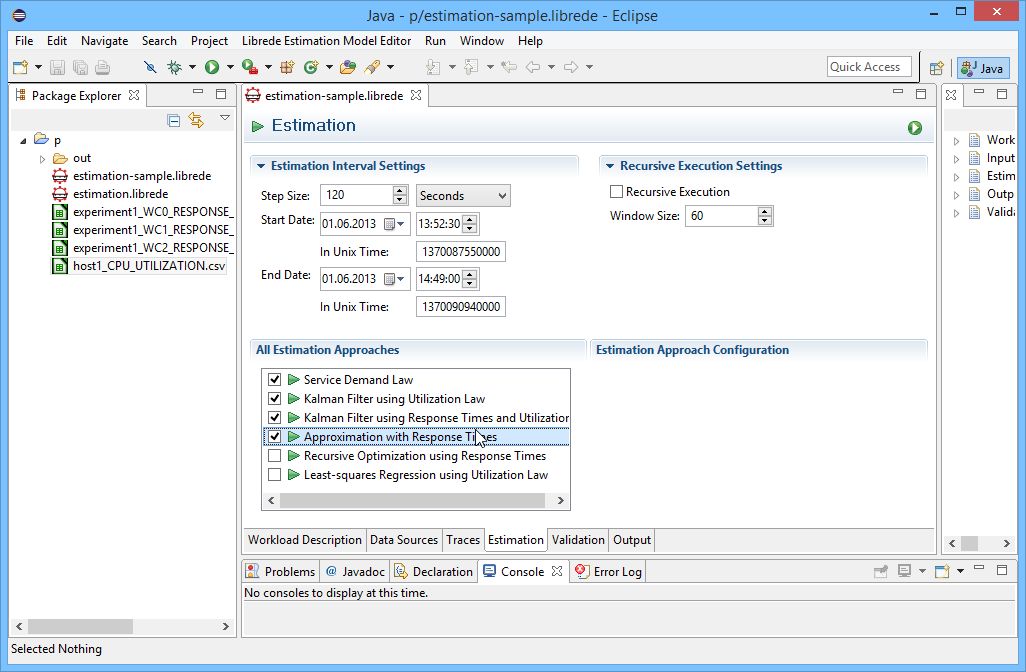 Java - p/estimation-sample.librede - Eclipse
File Edit Navigate Search Project Librede Estimation Model Editor Run Window Help
Quick Access
Java
Package Explorer
p
out
estimation-sample.librede
estimation.librede
experiment1_WC0_RESPONSE_
experiment1_WC1_RESPONSE_
experiment1_WC2_RESPONSE_
host1_CPU_UTILIZATION.csv
estimation-sample.librede
Estimation
Estimation Interval Settings
Step Size: 120 Seconds
Start Date: 01.06.2013 13:52:30
In Unix Time: 1370087550000
End Date: 01.06.2013 14:49:00
In Unix Time: 1370090940000
Recursive Execution Settings
Recursive Execution
Window Size: 60
All Estimation Approaches
Service Demand Law
Kalman Filter using Utilization Law
Kalman Filter using Response Times and Utilization
Approximation with Response Times
Recursive Optimization using Response Times
Least-squares Regression using Utilization Law
Estimation Approach Configuration
Workload Description Data Sources Traces Estimation Validation Output
Work
Input
Estim
Outp
Valida
Problems @ Javadoc Declaration Console Error Log
No consoles to display at this time.
Selected Nothing